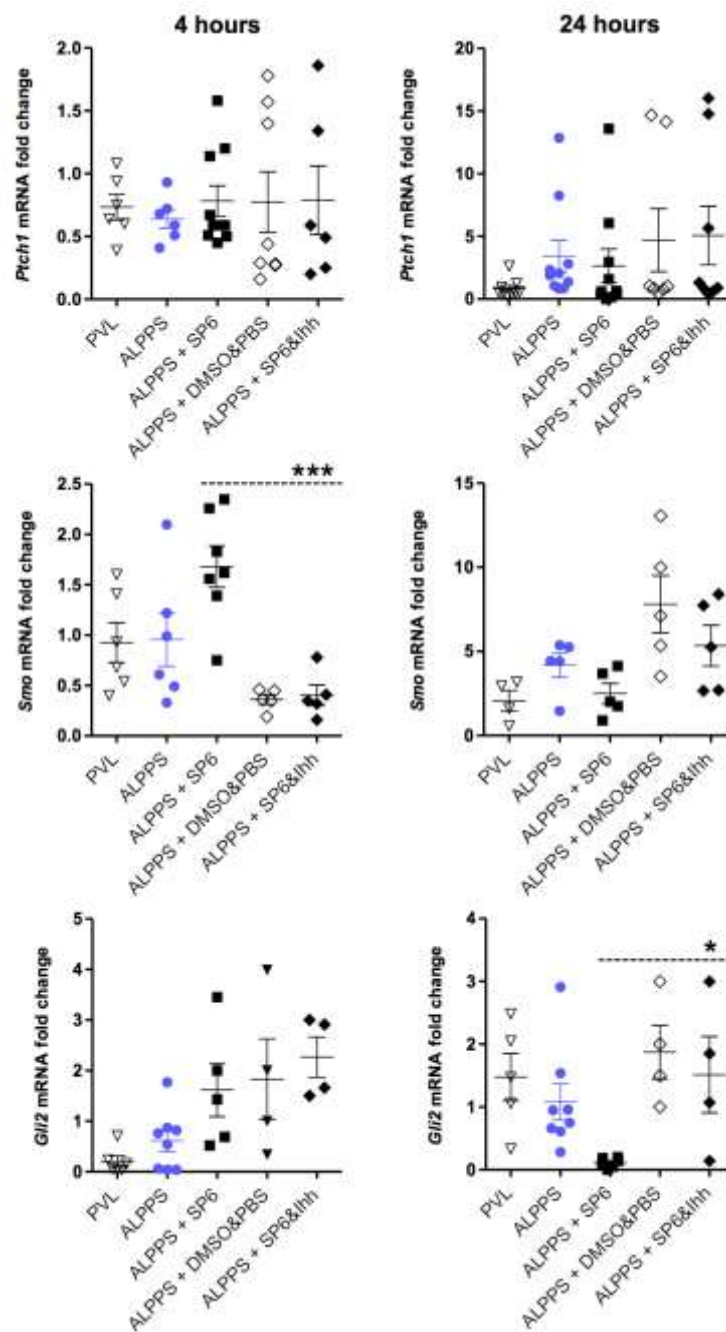 4 hours
24 hours
Ptch1 mRNA fold change
2.0
1.5
1.0
0.5
0.0
PVL
ALPPS
ALPPS + SP6
ALPPS + DMSO&PBS
ALPPS + SP6&Ihh
Ptch1 mRNA fold change
20
15
10
5
0
PVL
ALPPS
ALPPS + SP6
ALPPS + DMSO&PBS
ALPPS + SP6&Ihh
Smo mRNA fold change
2.5
2.0
1.5
1.0
0.5
0.0
***
PVL
ALPPS
ALPPS + SP6
ALPPS + DMSO&PBS
ALPPS + SP6&Ihh
Smo mRNA fold change
15
10
5
0
PVL
ALPPS
ALPPS + SP6
ALPPS + DMSO&PBS
ALPPS + SP6&Ihh
Gli2 mRNA fold change
5
4
3
2
1
0
PVL
ALPPS
ALPPS + SP6
ALPPS + DMSO&PBS
ALPPS + SP6&Ihh
Gli2 mRNA fold change
4
3
2
1
0
*
PVL
ALPPS
ALPPS + SP6
ALPPS + DMSO&PBS
ALPPS + SP6&Ihh